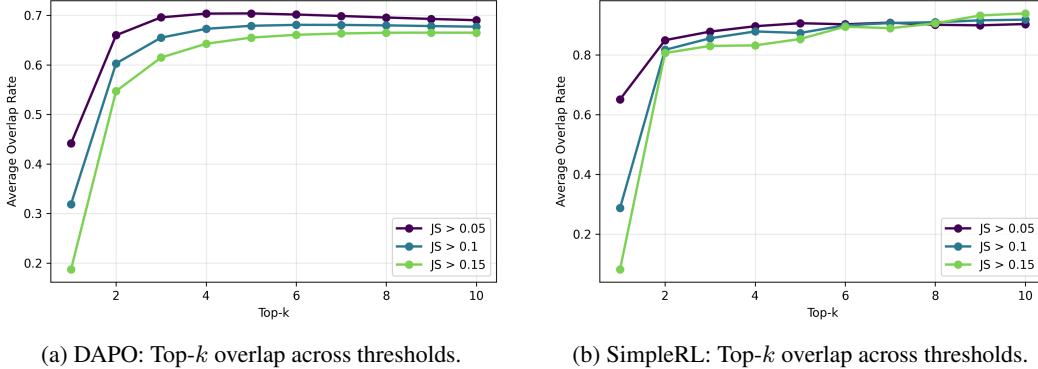 0.7
0.6
0.5
0.4
0.3
0.2
Average Overlap Rate
2 4 6 8 10
Top-k
JS > 0.05
JS > 0.1
JS > 0.15
(a) DAPO: Top-k overlap across thresholds.
0.8
0.6
0.4
0.2
Average Overlap Rate
2 4 6 8 10
Top-k
JS > 0.05
JS > 0.1
JS > 0.15
(b) SimpleRL: Top-k overlap across thresholds.